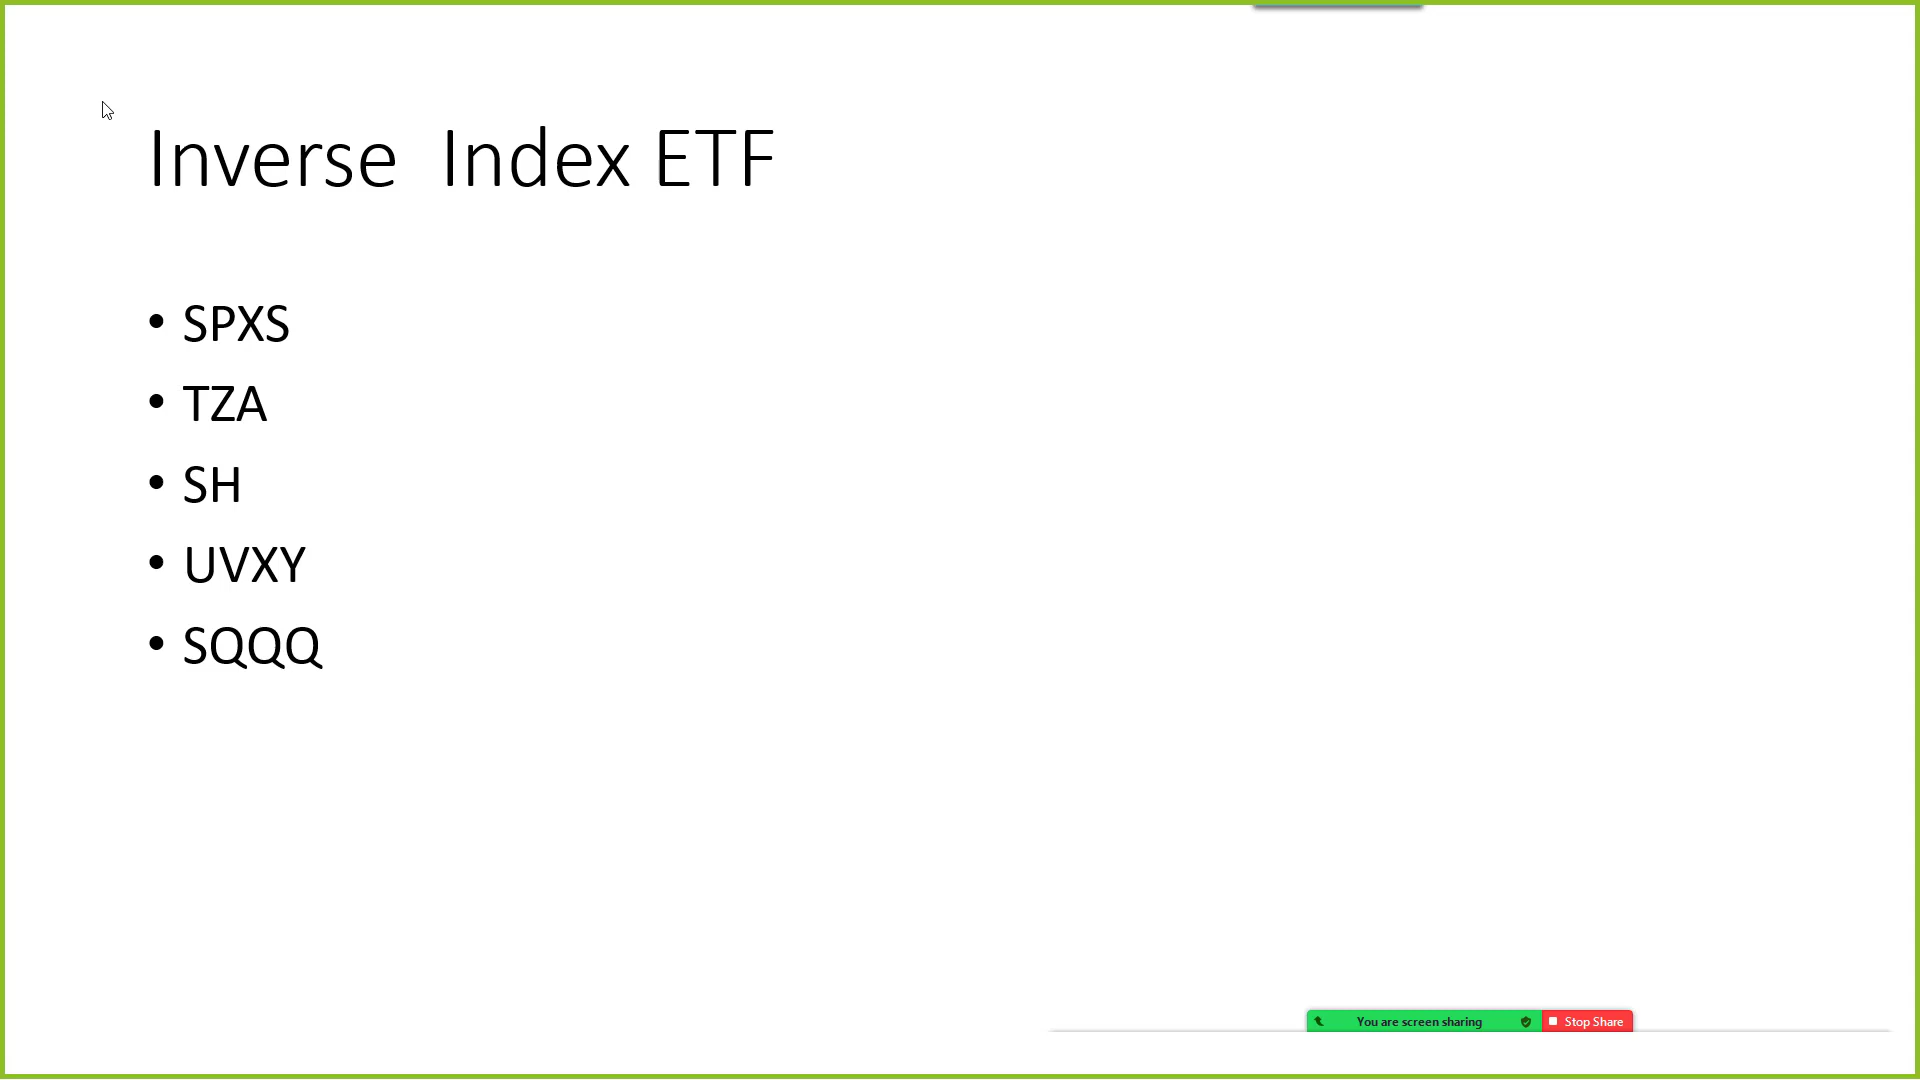 Inverse  Index ETF
• SPXS
• TZA
• SH
• UVXY
• SQQQ
You are screen sharing
Stop Share